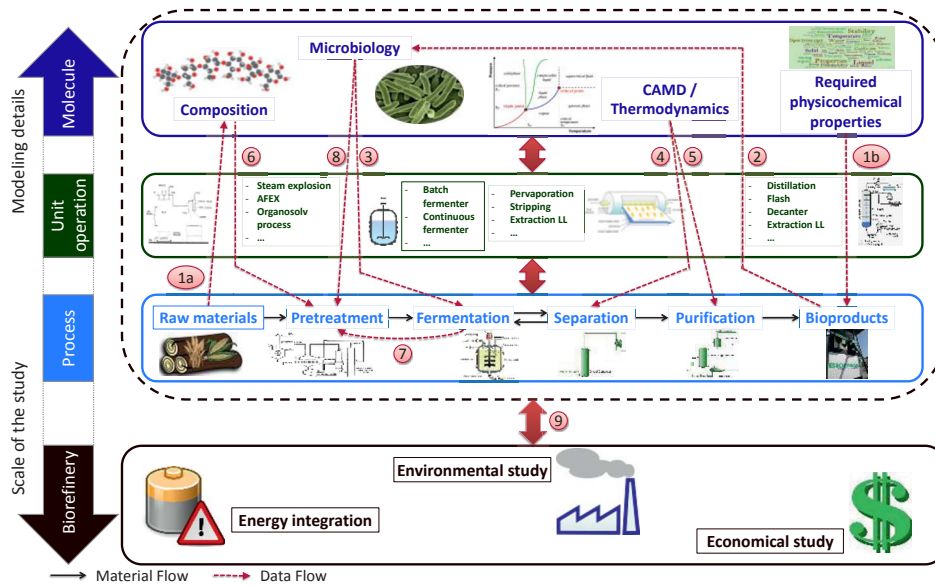 Modeling details
Scale of the study
Molecule
Unit
operation
Process
Biorefinery
Microbiology
Composition
CAMD /
Thermodynamics
Required
physicochemical
properties
6
8
3
4
5
2
1b
- Steam explosion
- AFEX
- Organosolv
process
- ...
- Batch
fermenter
- Continuous
fermenter
- ...
- Pervaporation
- Stripping
- Extraction LL
- ...
- Distillation
- Flash
- Decanter
- Extraction LL
- ...
1a
Raw materials
Pretreatment
Fermentation
Separation
Purification
Bioproducts
7
9
Environmental study
Energy integration
Economical study
Material Flow
Data Flow